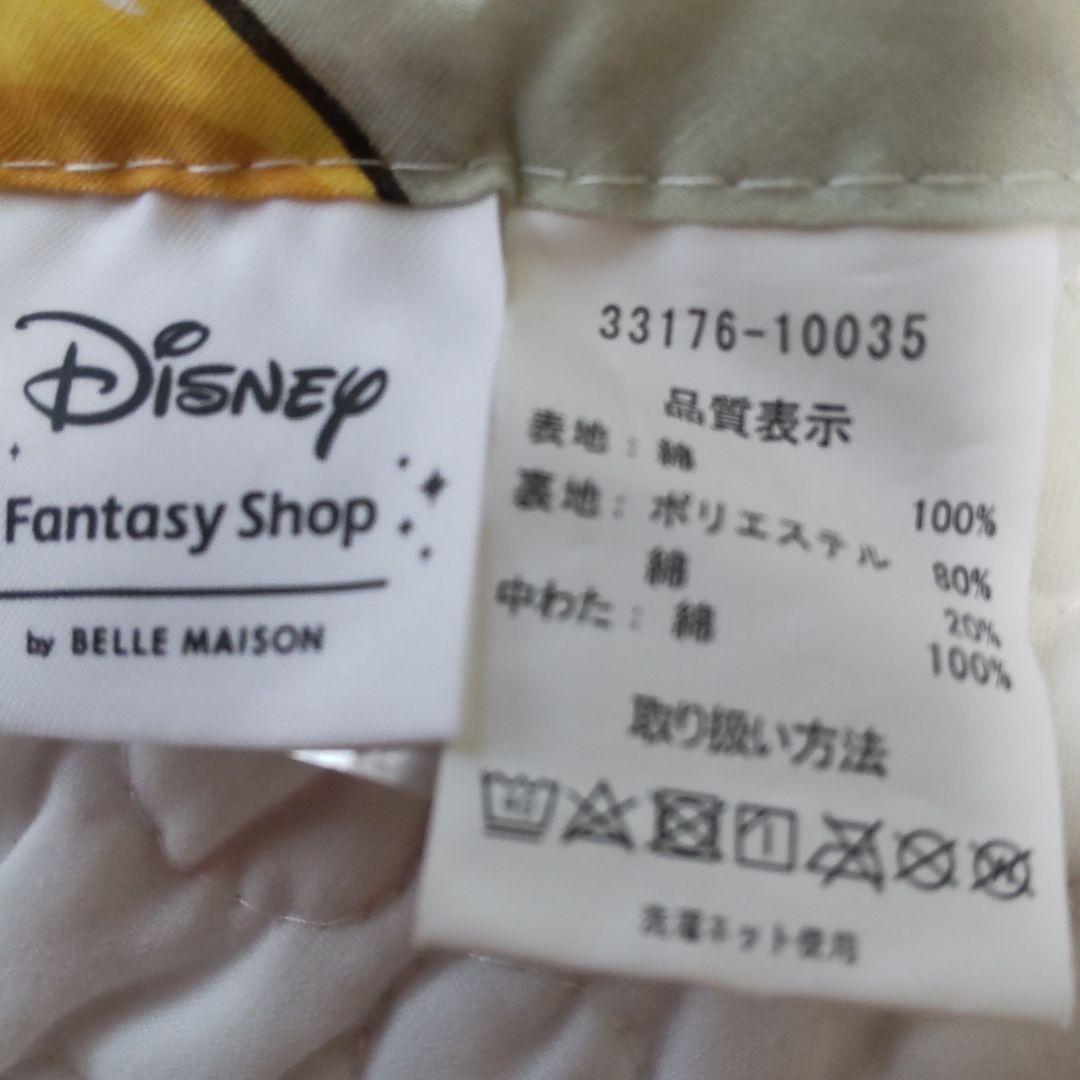 Disney
Fantasy Shop
by BELLE MAISON
33176-10035
品質表示
表地：綿 100%
裏地：ポリエステル 80%
綿 20%
中わた：綿 100%
取り扱い方法
洗濯ネット使用